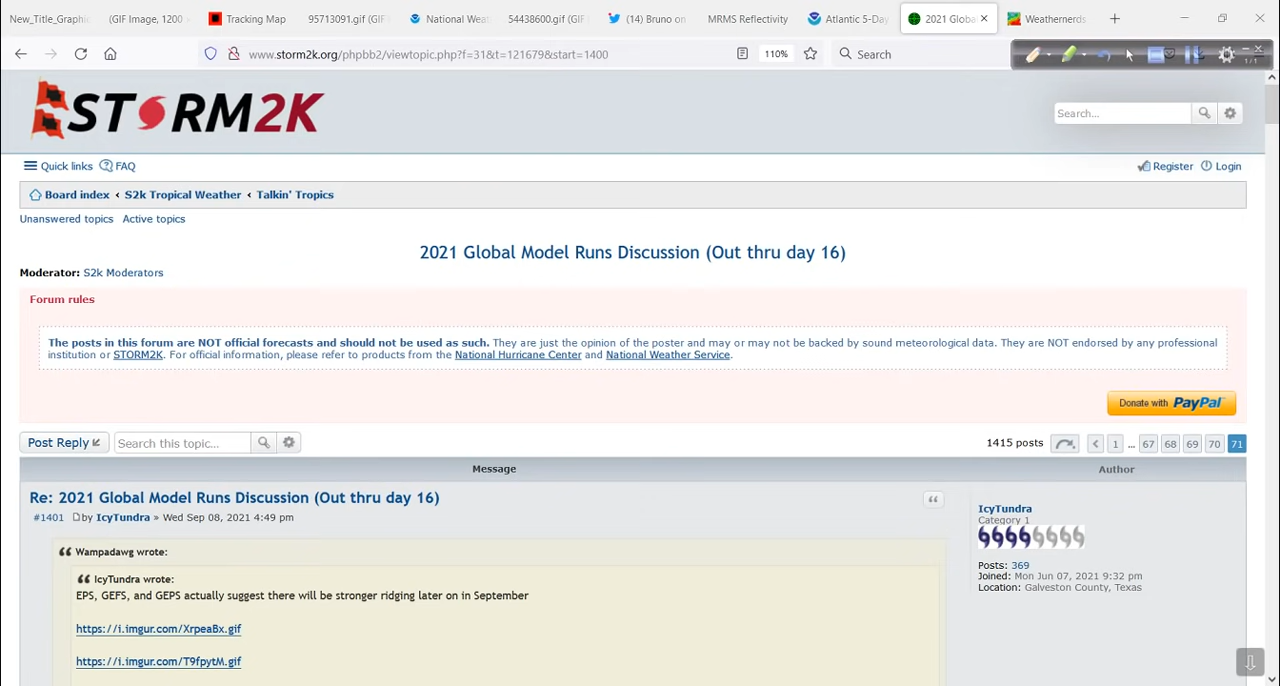 New_Title_Graphic
(GIF Image, 1200 ×
Tracking Map
95713091.gif (GIF
National Weat
54438600.gif (GIF
(14) Bruno on
MRMS Reflectivity
Atlantic 5-Day
2021 Globa
Weathernerds
110%
www.storm2k.org/phpbb2/viewtopic.php?f=31&t=121679&start=1400
Search
1/1
STORM2K
Search...
Quick links
FAQ
Register
Login
Board index ‹ S2k Tropical Weather ‹ Talkin' Tropics
Unanswered topics Active topics
2021 Global Model Runs Discussion (Out thru day 16)
Moderator: S2k Moderators
Forum rules
The posts in this forum are NOT official forecasts and should not be used as such. They are just the opinion of the poster and may or may not be backed by sound meteorological data. They are NOT endorsed by any professional
institution or STORM2K. For official information, please refer to products from the National Hurricane Center and National Weather Service.
Donate with PayPal
Post Reply
Search this topic...
1415 posts
1 ... 67 68 69 70 71
Message
Author
Re: 2021 Global Model Runs Discussion (Out thru day 16)
#1401 by IcyTundra » Wed Sep 08, 2021 4:49 pm
Wampadawg wrote:
IcyTundra wrote:
EPS, GEFS, and GEPS actually suggest there will be stronger ridging later on in September
https://i.imgur.com/XrpeaBx.gif
https://i.imgur.com/T9fpytM.gif
IcyTundra
Category 1
Posts: 369
Joined: Mon Jun 07, 2021 9:32 pm
Location: Galveston County, Texas